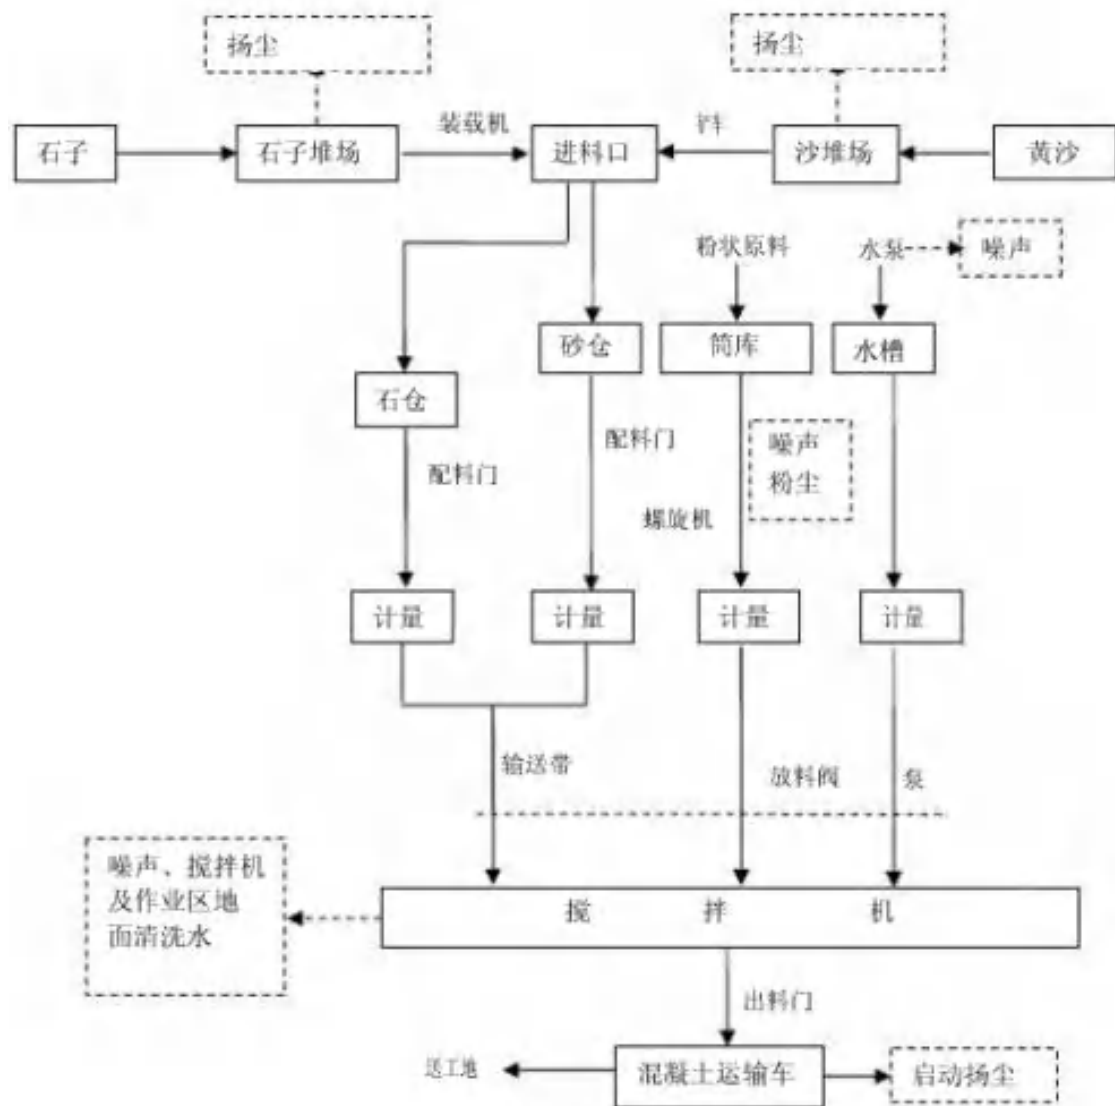 扬尘
扬尘
石子
石子堆场
装载机
进料口
铲车
沙堆场
黄沙
粉状原料
水泵
噪声
砂仓
筒库
水槽
石仓
配料门
配料门
噪声
粉尘
螺旋机
计量
计量
计量
计量
输送带
放料阀
泵
噪声、搅拌机
及作业区地
面清洗水
搅拌机
出料门
送工地
混凝土运输车
启动扬尘